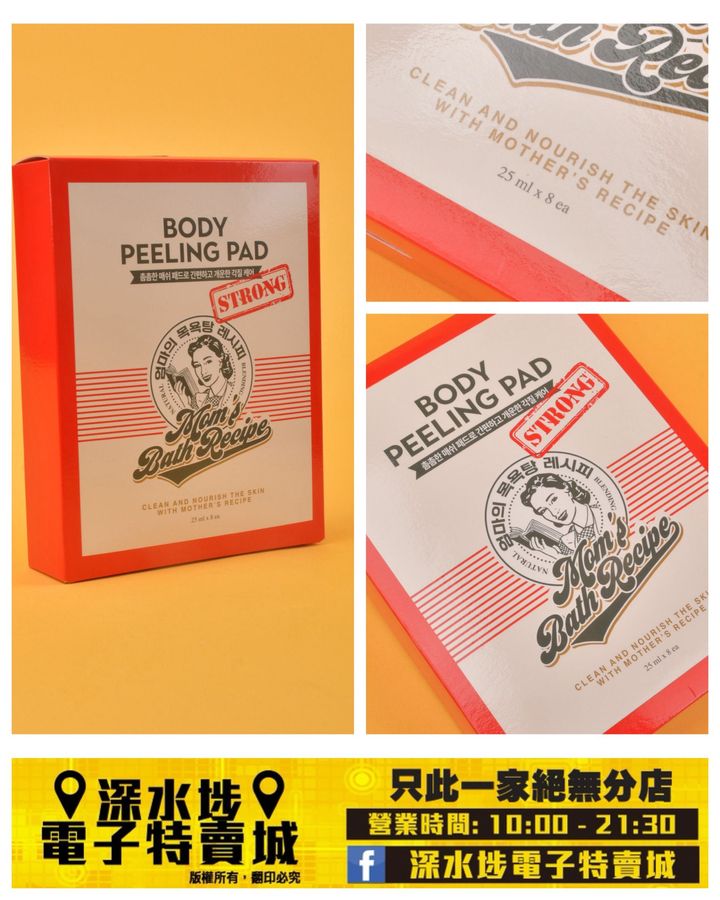 BODY
PEELING PAD
촘촘한 매쉬 패드로 간편하고 개운한 각질 케어
STRONG
엄마의 목욕탕 레시피
NATURAL
BLENDING
Mom's
Bath Recipe
CLEAN AND NOURISH THE SKIN
WITH MOTHER'S RECIPE
25 ml x 8 ea
Bath Rec
CLEAN AND NOURISH THE SKIN
WITH MOTHER'S RECIPE
25 ml x 8 ea
BODY
PEELING PAD
촘촘한 매쉬 패드로 간편하고 개운한 각질 케어
STRONG
엄마의 목욕탕 레시피
NATURAL
BLENDING
Mom's
Bath Recipe
CLEAN AND NOURISH THE SKI
WITH MOTHER'S RECIPE
25 ml x 8 ea
深水埗
電子特賣城
版權所有，翻印必究
只此一家絕無分店
營業時間: 10:00 - 21:30
f 深水埗電子特賣城